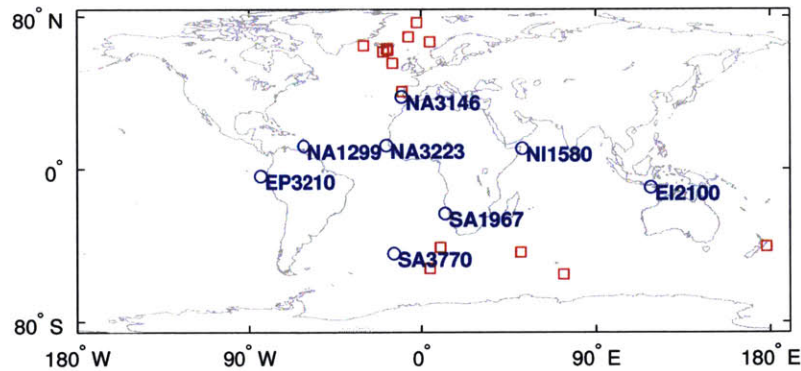 80° N
NA3146
NA1299
NA3223
NI1580
0°
EP3210
EI2100
SA1967
SA3770
80° S
180° W
90° W
0°
90° E
180° E